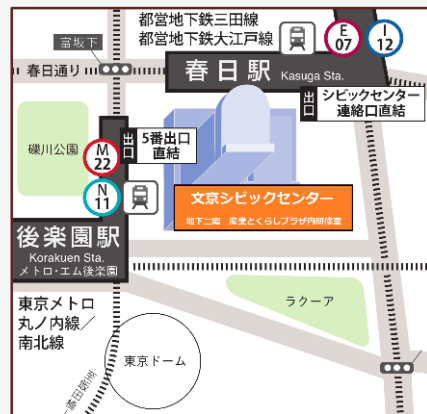 都営地下鉄三田線
都営地下鉄大江戸線
E
07
I
12
富坂下
春日通り
春日駅 Kasuga Sta.
出口
シビックセンター
連絡口直結
出口
5番出口
直結
礫川公園
M
22
N
11
文京シビックセンター
地下二階 産業とくらしプラザ内研修室
後楽園駅
Korakuen Sta.
メトロ・エム後楽園
東京メトロ
丸ノ内線／
南北線
ラクーア
東京ドーム